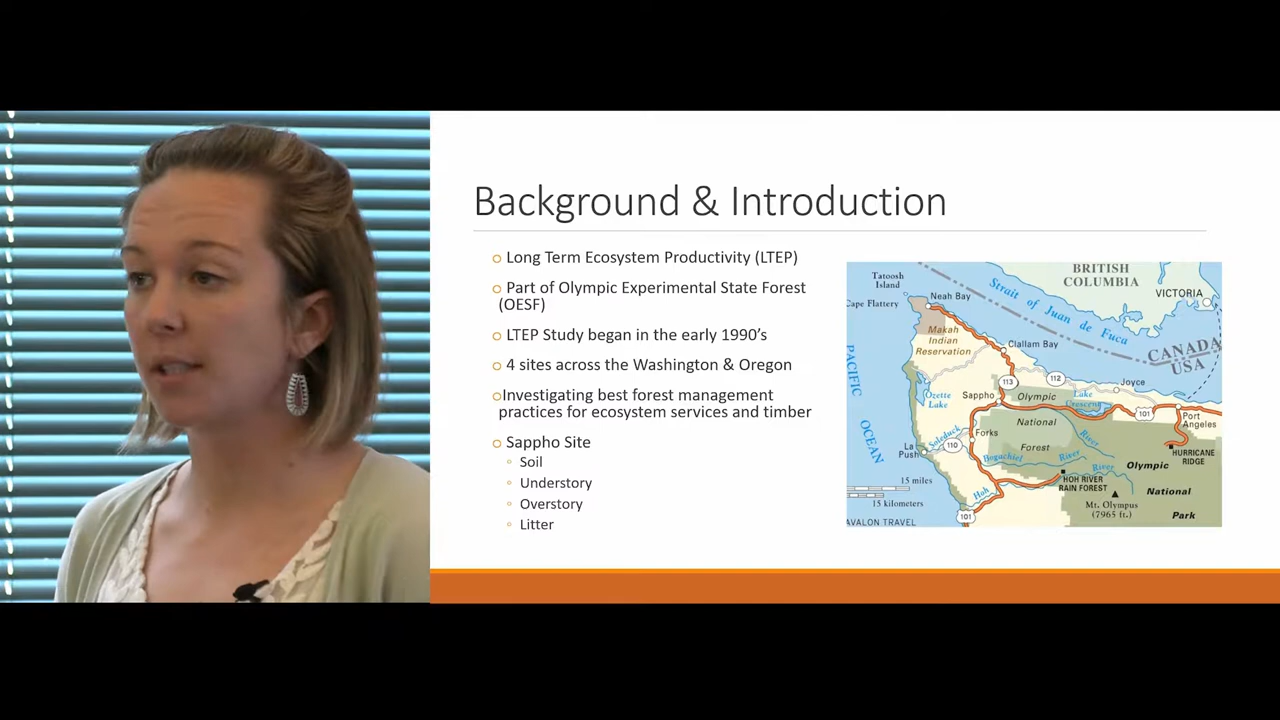 Background & Introduction
Long Term Ecosystem Productivity (LTEP)
Part of Olympic Experimental State Forest
(OESF)
LTEP Study began in the early 1990's
4 sites across the Washington & Oregon
Investigating best forest management
practices for ecosystem services and timber
Sappho Site
Soil
Understory
Overstory
Litter
BRITISH
COLUMBIA
Tatoosh
Island
VICTORIA
Cape Flattery
Neah Bay
Strait of Juan de Fuca
Makah
Indian
Reservation
Clallam Bay
CANADA
USA
PACIFIC OCEAN
113
112
Joyce
Ozette
Lake
Sappho
Olympic
Lake
Crescent
101
Port
Angeles
National
Forks
Soleduck
La
Push
110
River
Forest
HURRICANE
RIDGE
Bogachiel
River
River
Olympic
15 miles
HOH RIVER
RAIN FOREST
National
Hoh
15 kilometers
Mt. Olympus
(7965 ft.)
Park
101
AVALON TRAVEL